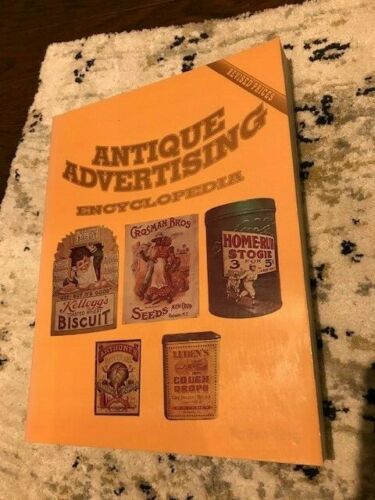 REVISED PRICES
ANTIQUE
ADVERTISING
ENCYCLOPEDIA
Kellogg's
BISCUIT
CROSMAN BROS
SEEDS
HOME-RUN
STOGIE
3 FOR 5¢
LUDEN'S
COUGH
DROPS